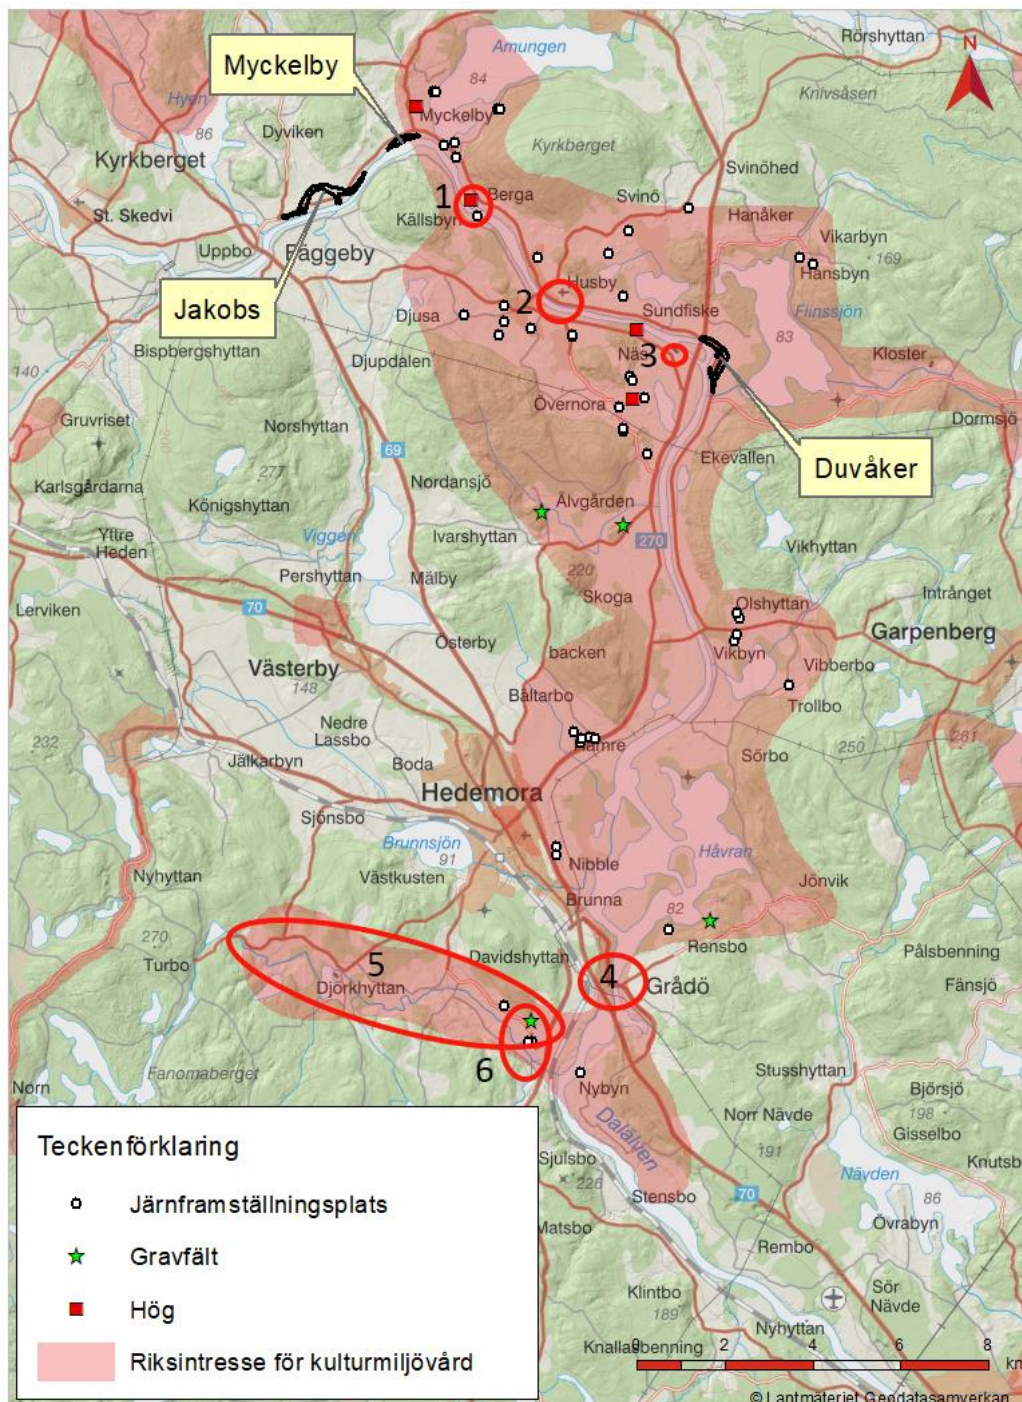 Amungen
Rörshyttan
N
Myckelby
84
Hyen
Knivsåsen
Myckelby
86
Dyviken
Kyrkberget
Kyrkberget
Svinöhed
1
Berga
Svinö
St. Skedvi
Källsbyn
Hanåker
Uppbo
Vikarbyn
Fäggeby
169
Husby
Hansbyn
2
Sundfiske
Jakobs
Djusa
Flinssjön
83
Bispbergshyttan
Näs
3
Djupdalen
Kloster
140
Övernora
Gruvriset
Norshyttan
Dormsjö
69
Ekevallen
Duvåker
277
Nordansjö
Karlsgårdarna
Königshyttan
Älvgården
Yttre
Heden
Viggen
Ivarshyttan
270
Vikhyttan
220
Pershyttan
Mälby
Intrånget
Lerviken
70
Skoga
Olshyttan
Garpenberg
Österby
Västerby
backen
Vikbyn
Vibberbo
148
Båltarbo
Trollbo
Nedre
Lassbo
232
Hamre
250
261
Jälkarbyn
Boda
Sörbo
Hedemora
Sjönsbo
Brunnsjön
91
Håvran
Nyhyttan
Västkusten
Nibble
Jönvik
Brunna
82
270
Rensbo
Pålsbenning
Turbo
5
Davidshyttan
4
Djörkhyttan
Grådö
Fänsjö
6
Fanomaberget
Stusshyttan
Norn
Nybyn
Björsjö
Norr Nävde
198
Gisselbo
Dalälven
191
Teckenförklaring
Sjulsbo
Knutsb
226
Nävden
86
Stensbo
70
Järnframställningsplats
Matsbo
Övrabyn
Gravfält
Rembo
Klintbo
Sör
Nävde
189
Hög
Nyhyttan
Knallasbenning
Riksintresse för kulturmiljövård
0 2 4 6 8
km
© Lantmäteriet Geodatasamverkan